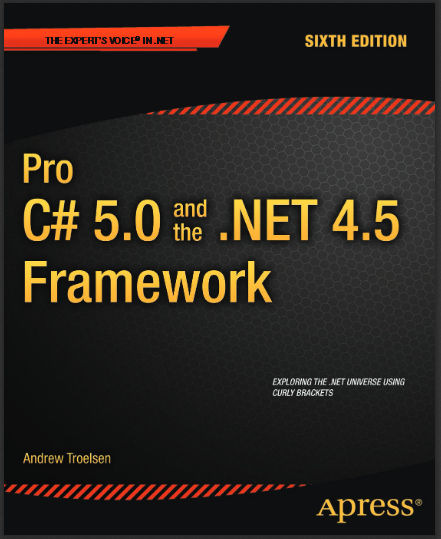 THE EXPERT'S VOICE® IN .NET
SIXTH EDITION
Pro
C# 5.0 and the .NET 4.5
Framework
EXPLORING THE .NET UNIVERSE USING
CURLY BRACKETS
Andrew Troelsen
Apress®